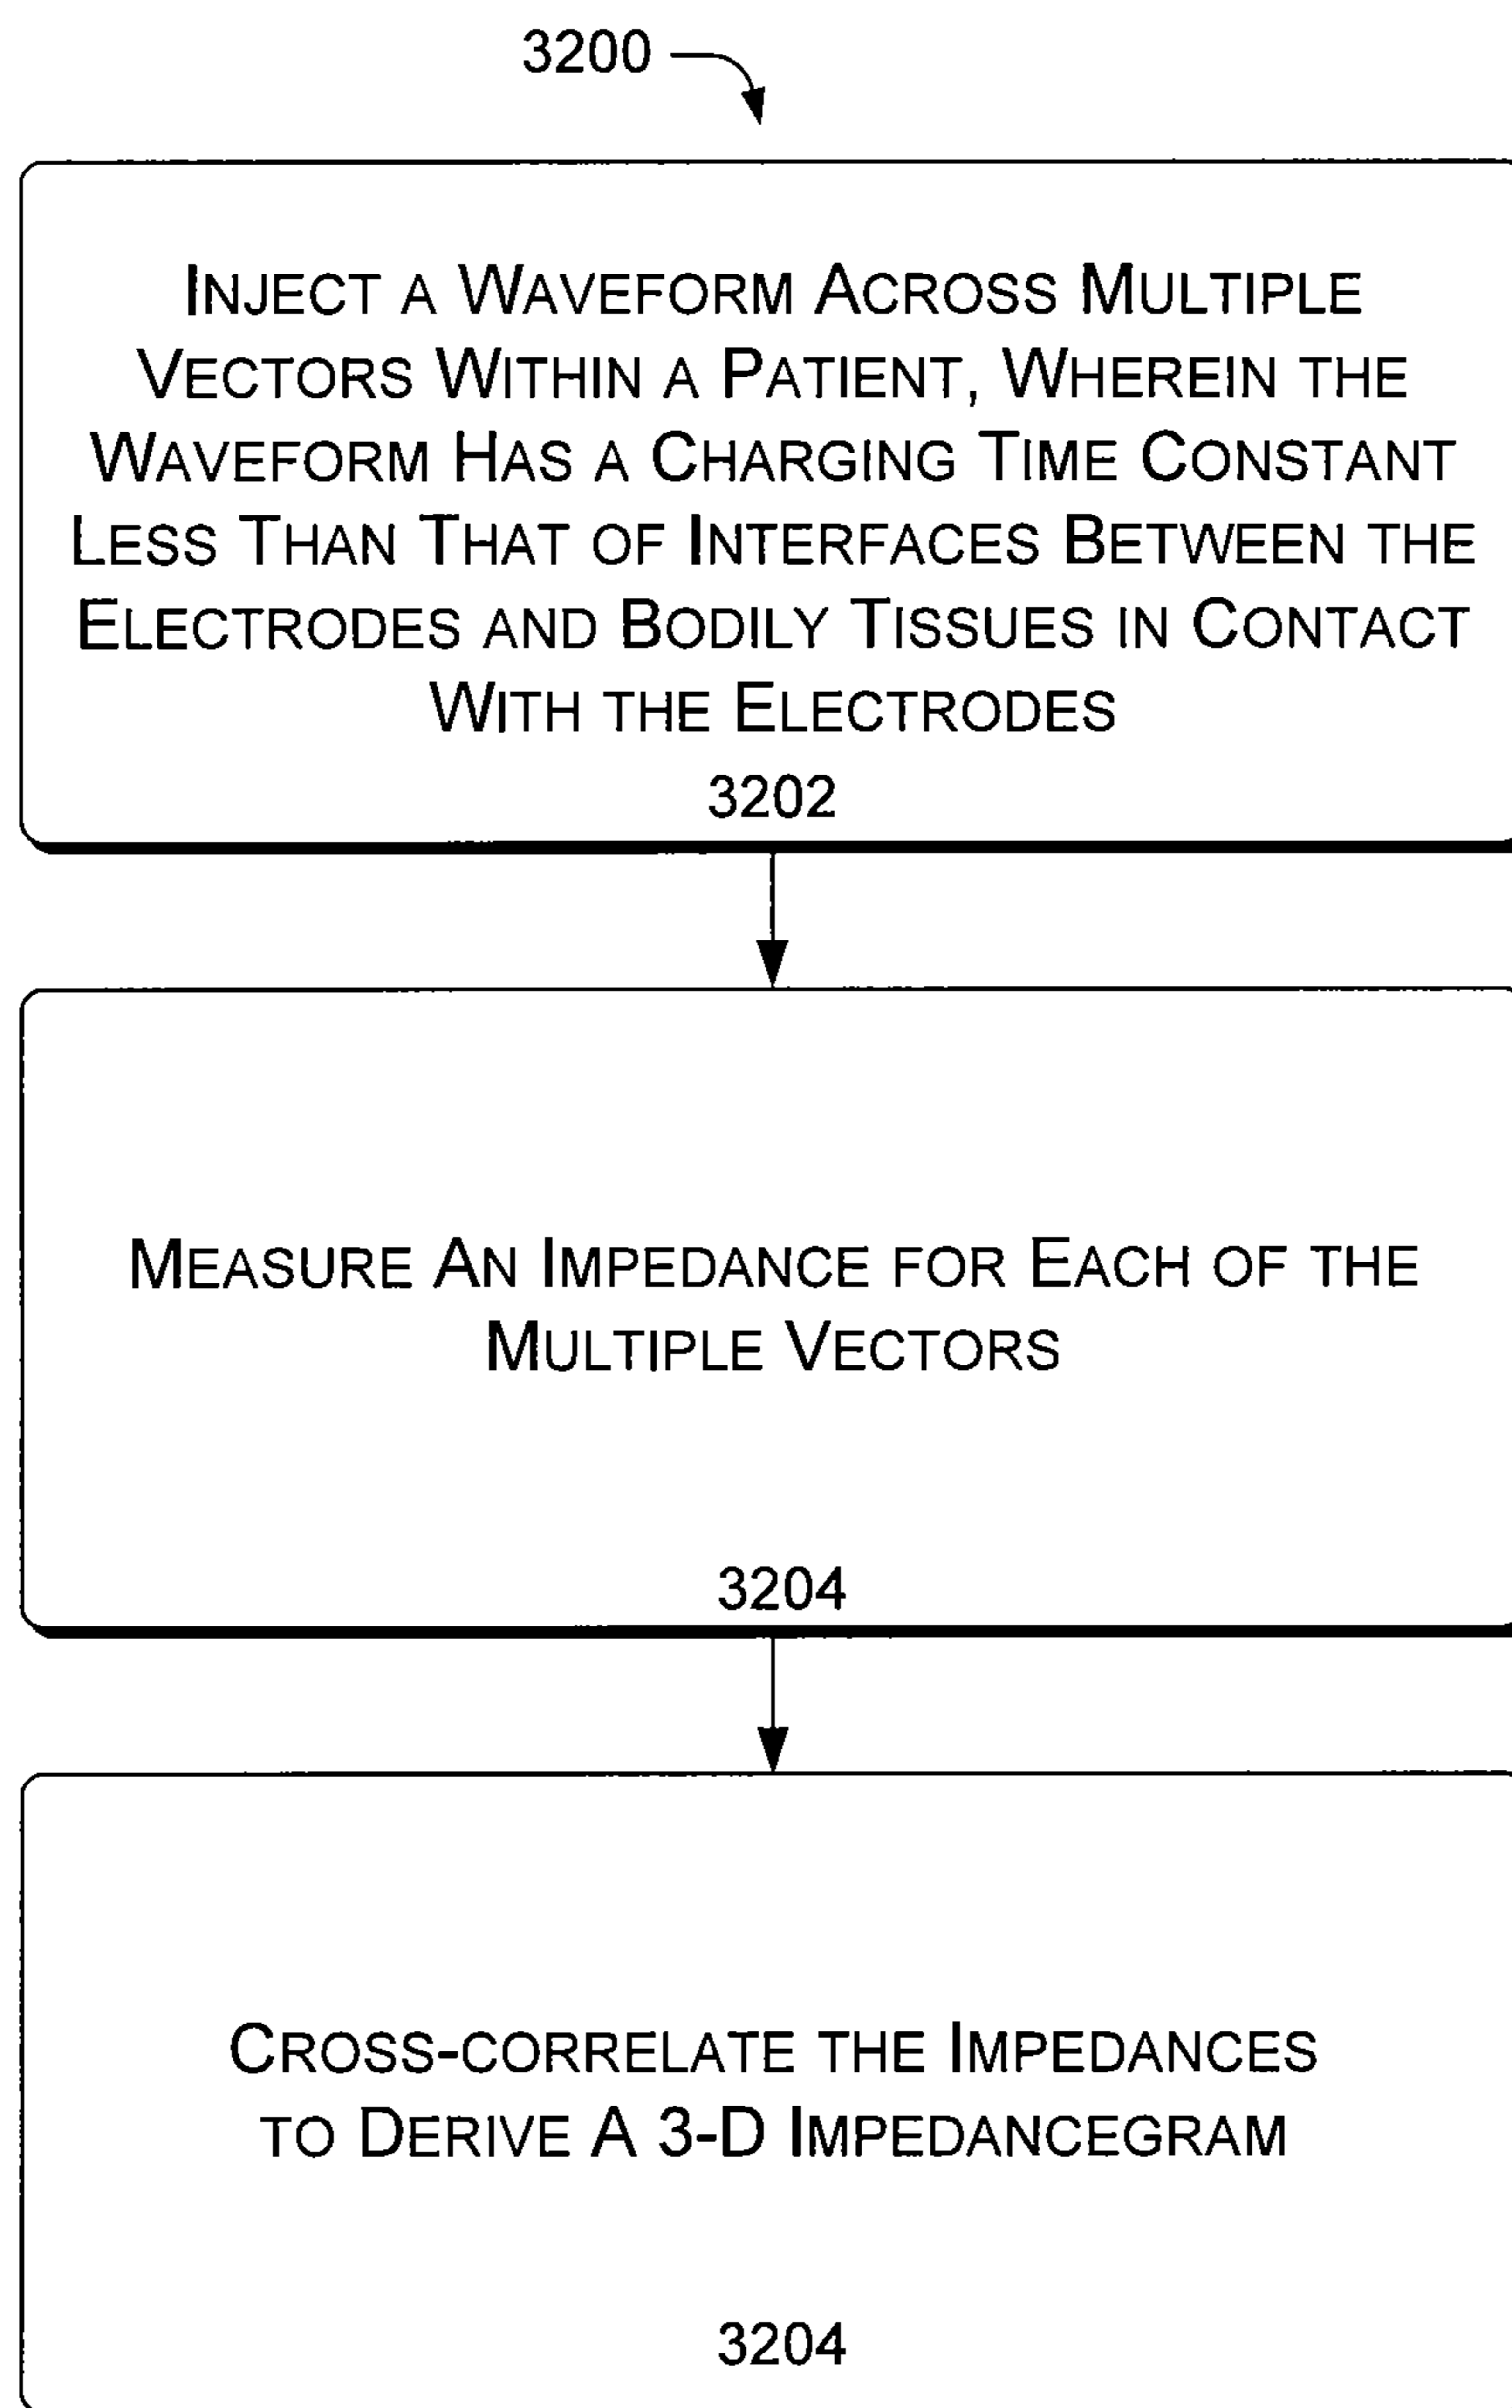 3200
INJECT A WAVEFORM ACROSS MULTIPLE
VECTORS WITHIN A PATIENT, WHEREIN THE
WAVEFORM HAS A CHARGING TIME CONSTANT
LESS THAN THAT OF INTERFACES BETWEEN THE
ELECTRODES AND BODILY TISSUES IN CONTACT
WITH THE ELECTRODES
3202
MEASURE AN IMPEDANCE FOR EACH OF THE
MULTIPLE VECTORS
3204
CROSS-CORRELATE THE IMPEDANCES
TO DERIVE A 3-D IMPEDANCEGRAM
3204